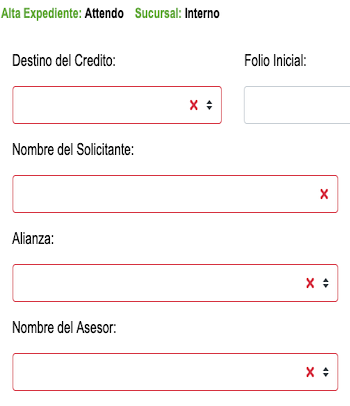 Alta Expediente: Attendo Sucursal: Interno
Destino del Credito: Folio Inicial:
Nombre del Solicitante:
Alianza:
Nombre del Asesor: